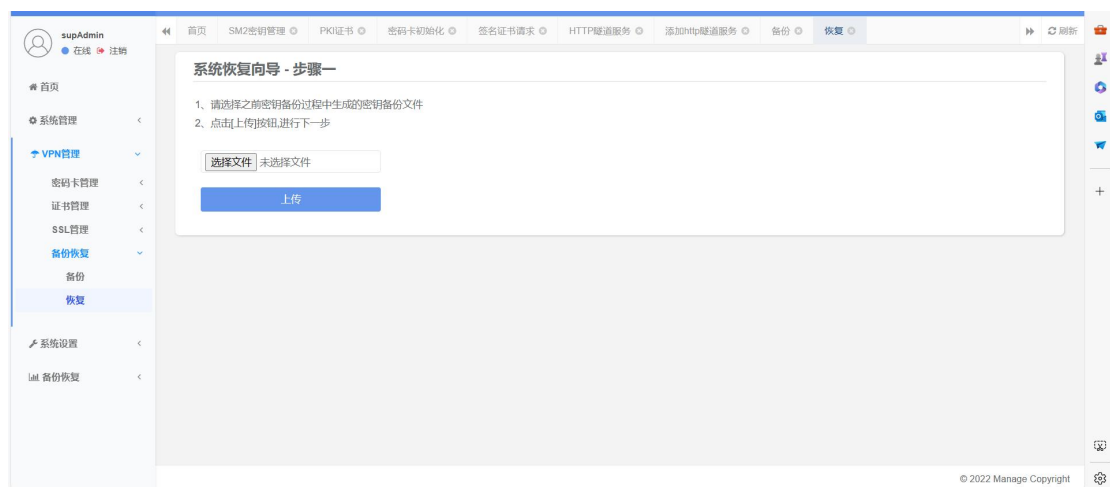 supAdmin
在线 注销
首页
系统管理
VPN管理
密码卡管理
证书管理
SSL管理
备份恢复
备份
恢复
系统设置
备份恢复
首页 SM2密钥管理 PKI证书 密码卡初始化 签名证书请求 HTTP隧道服务 添加http隧道服务 备份 恢复 刷新
系统恢复向导 - 步骤一
1、请选择之前密钥备份过程中生成的密钥备份文件
2、点击[上传]按钮,进行下一步
选择文件 未选择文件
上传
© 2022 Manage Copyright